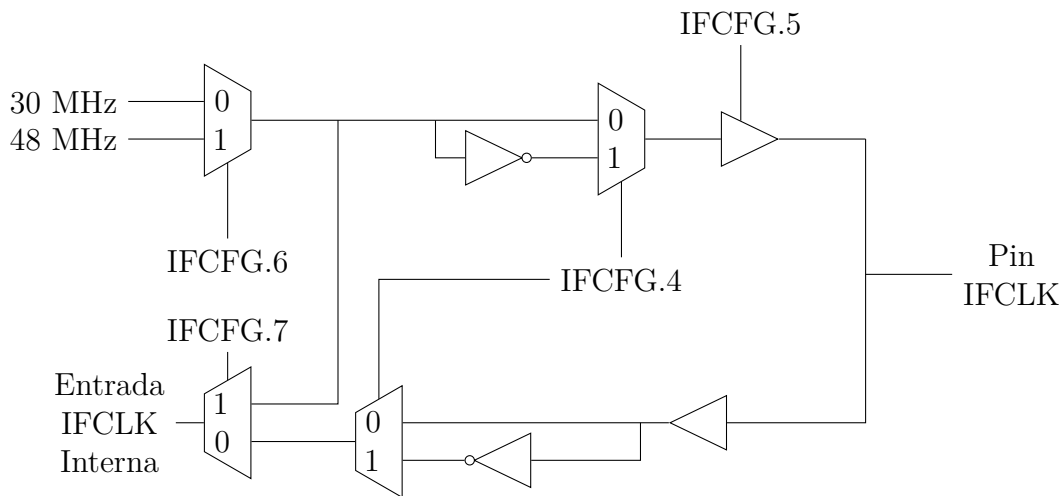 IFCFG.5
30 MHz
0
48 MHz
1
0
1
IFCFG.6
IFCFG.4
Pin
IFCLK
IFCFG.7
Entrada
IFCLK
Interna
1
0
0
1